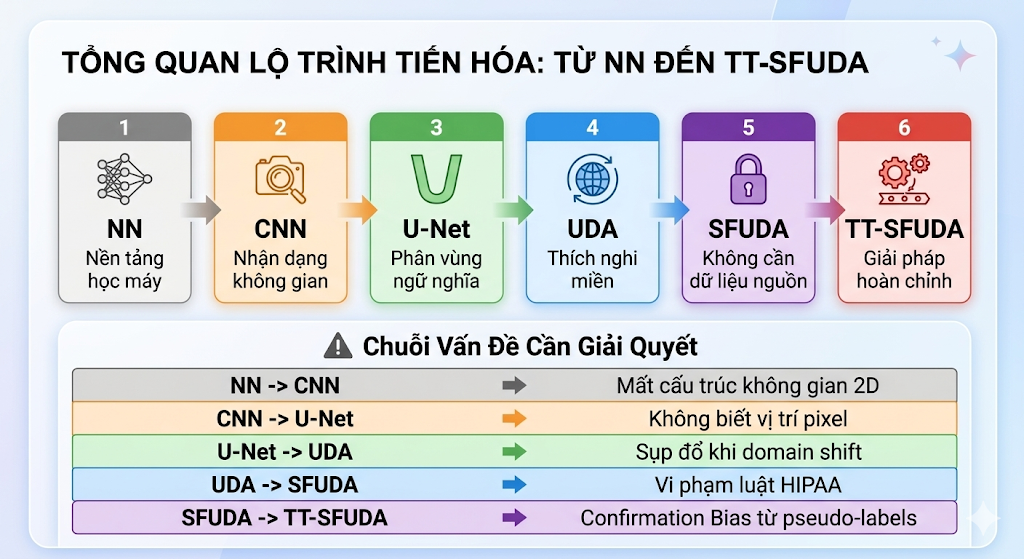 TỔNG QUAN LỘ TRÌNH TIẾN HÓA: TỪ NN ĐẾN TT-SFUDA
1
NN
Nền tảng
học máy
2
CNN
Nhận dạng
không gian
3
U-Net
Phân vùng
ngữ nghĩa
4
UDA
Thích nghi
miền
5
SFUDA
Không cần
dữ liệu nguồn
6
TT-SFUDA
Giải pháp
hoàn chỉnh
Chuỗi Vấn Đề Cần Giải Quyết
NN -> CNN Mất cấu trúc không gian 2D
CNN -> U-Net Không biết vị trí pixel
U-Net -> UDA Sụp đổ khi domain shift
UDA -> SFUDA Vi phạm luật HIPAA
SFUDA -> TT-SFUDA Confirmation Bias từ pseudo-labels